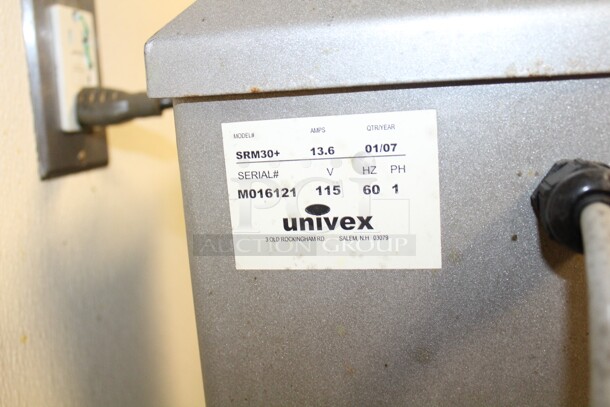 MODEL# AMPS QTR/YEAR
SRM30+ 13.6 01/07
SERIAL# V HZ PH
M016121 115 60 1
univex
3 OLD ROCKINGHAM RD SALEM, N.H. 03079
pci
AUCTION GROUP